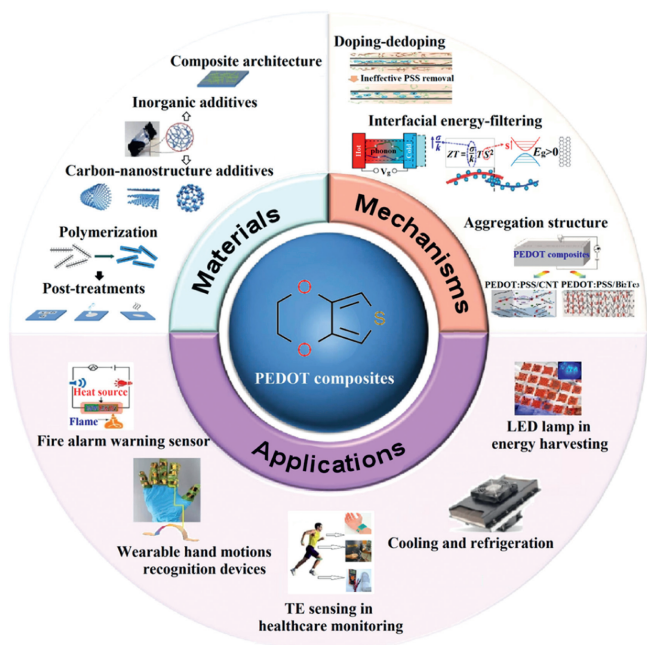 Composite architecture
Inorganic additives
Carbon-nanostructure additives
Polymerization
Post-treatments
Doping-dedoping
Ineffective PSS removal
Interfacial energy-filtering
Hot
phonon
Cold
Vg
σ
κ
ZT = σ/κ TS²
S
Eg>0
Aggregation structure
PEDOT composites
PEDOT:PSS/CNT
PEDOT:PSS/Bi₂Te₃
Materials
Mechanisms
O
O
S
PEDOT composites
Applications
Heat source
Flame
Fire alarm warning sensor
Wearable hand motions
recognition devices
TE sensing in
healthcare monitoring
Cooling and refrigeration
LED lamp in
energy harvesting